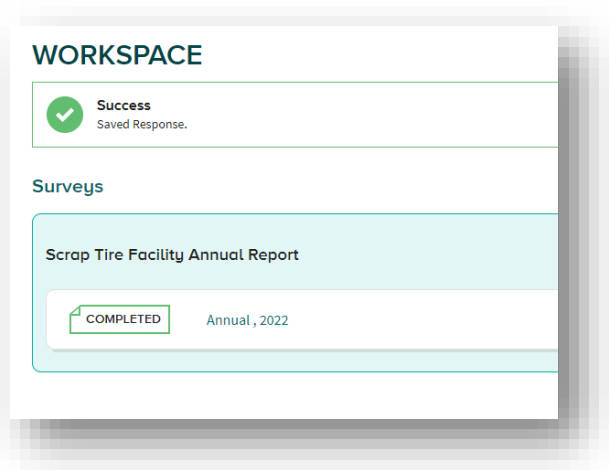 WORKSPACE
Success
Saved Response.
Surveys
Scrap Tire Facility Annual Report
COMPLETED
Annual , 2022